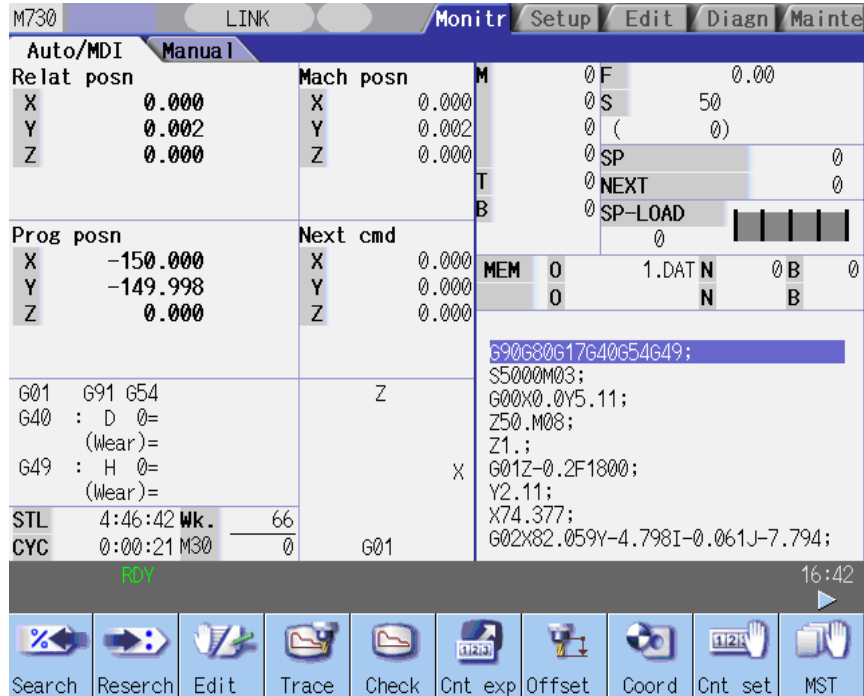 M730 LINK Monitr Setup Edit Diagn Mainte
Auto/MDI Manual
Relat posn
X 0.000
Y 0.002
Z 0.000
Mach posn
X 0.000
Y 0.002
Z 0.000
M 0
0
0
0
T 0
B 0
F 0.00
S 50
( 0)
SP 0
NEXT 0
SP-LOAD
0
Prog posn
X -150.000
Y -149.998
Z 0.000
Next cmd
X 0.000
Y 0.000
Z 0.000
MEM O 1.DAT N 0 B 0
O N B
G90G80G17G40G54G49;
S5000M03;
G00X0.0Y5.11;
Z50.M08;
Z1.;
G01Z-0.2F1800;
Y2.11;
X74.377;
G02X82.059Y-4.798I-0.061J-7.794;
G01 G91 G54
G40 : D 0=
(Wear)=
G49 : H 0=
(Wear)=
Z
X
G01
STL 4:46:42 Wk. 66
CYC 0:00:21 M30 0
RDY 16:42
Search Reserch Edit Trace Check Cnt exp Offset Coord Cnt set MST